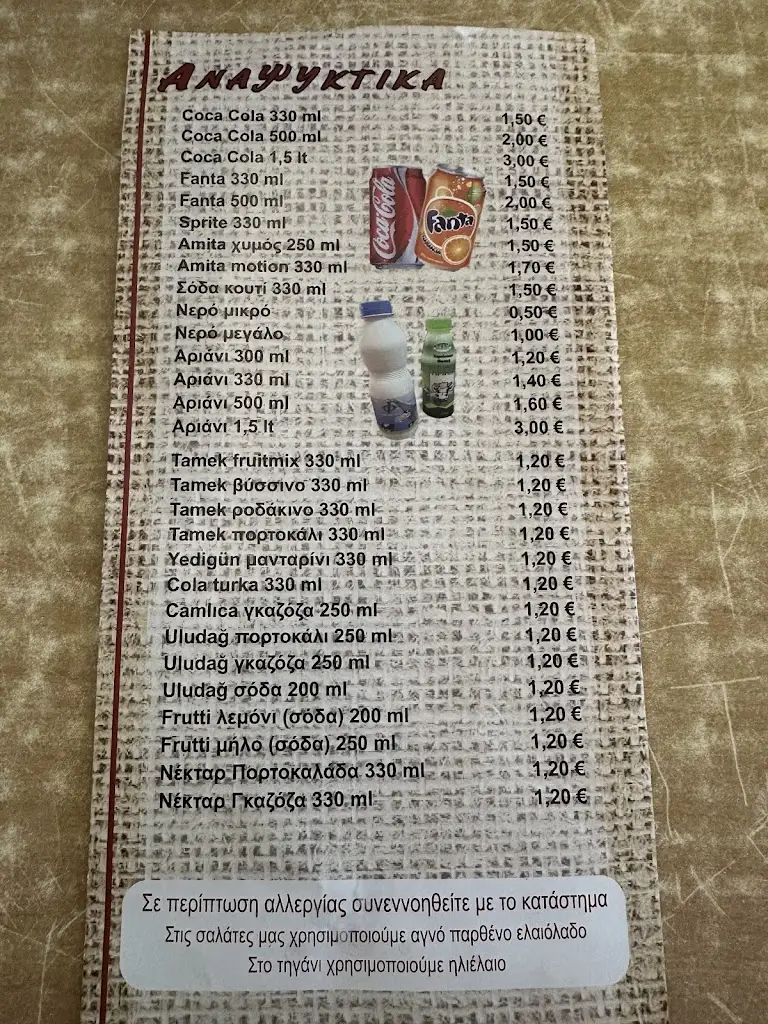 Αναψυκτικα
Coca Cola 330 ml 1,50 €
Coca Cola 500 ml 2,00 €
Coca Cola 1,5 lt 3,00 €
Fanta 330 ml 1,50 €
Fanta 500 ml 2,00 €
Sprite 330 ml 1,50 €
Amita χυμός 250 ml 1,50 €
Amita motion 330 ml 1,70 €
Σόδα κουτί 330 ml 1,50 €
Νερό μικρό 0,50 €
Νερό μεγάλο 1,00 €
Αριάνι 300 ml 1,20 €
Αριάνι 330 ml 1,40 €
Αριάνι 500 ml 1,60 €
Αριάνι 1,5 lt 3,00 €
Coca-Cola
Fanta
Tamek fruitmix 330 ml 1,20 €
Tamek βύσσινο 330 ml 1,20 €
Tamek ροδάκινο 330 ml 1,20 €
Tamek πορτοκάλι 330 ml 1,20 €
Yedigün μανταρίνι 330 ml 1,20 €
Cola turka 330 ml 1,20 €
Camlıca γκαζόζα 250 ml 1,20 €
Uludağ πορτοκάλι 250 ml 1,20 €
Uludağ γκαζόζα 250 ml 1,20 €
Uludağ σόδα 200 ml 1,20 €
Frutti λεμόνι (σόδα) 200 ml 1,20 €
Frutti μήλο (σόδα) 250 ml 1,20 €
Νέκταρ Πορτοκαλάδα 330 ml 1,20 €
Νέκταρ Γκαζόζα 330 ml 1,20 €
Σε περίπτωση αλλεργίας συνεννοηθείτε με το κατάστημα
Στις σαλάτες μας χρησιμοποιούμε αγνό παρθένο ελαιόλαδο
Στο τηγάνι χρησιμοποιούμε ηλιέλαιο